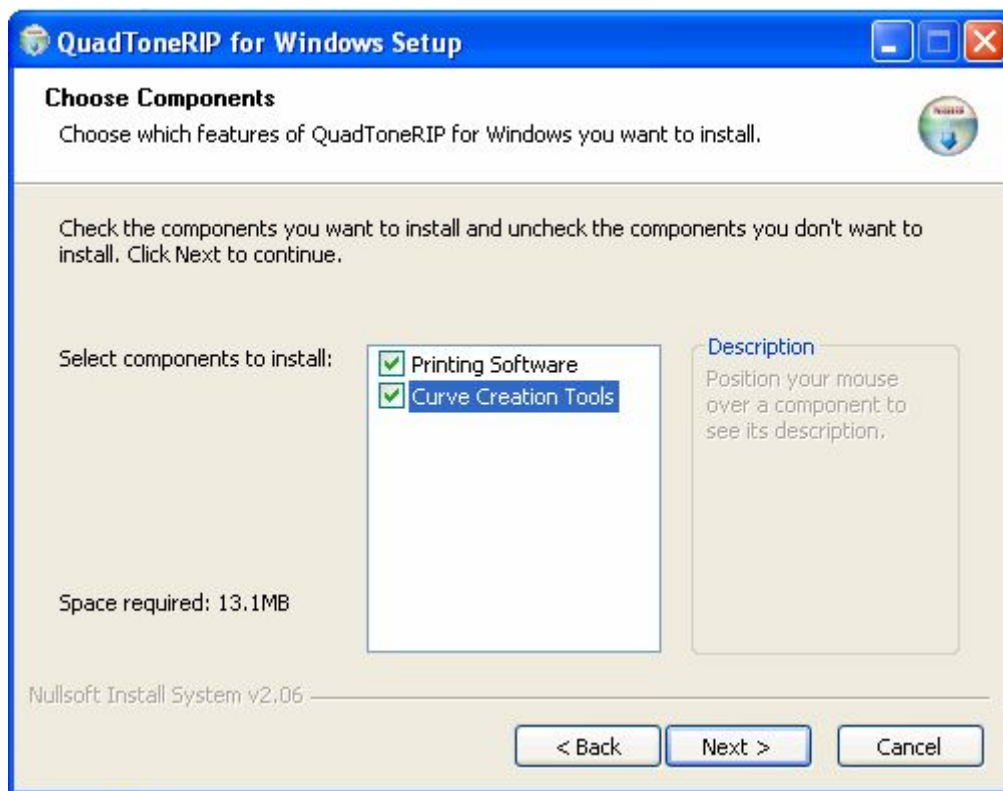 QuadToneRIP for Windows Setup
Choose Components
Choose which features of QuadToneRIP for Windows you want to install.
Check the components you want to install and uncheck the components you don't want to
install. Click Next to continue.
Select components to install:
Printing Software
Curve Creation Tools
Description
Position your mouse
over a component to
see its description.
Space required: 13.1MB
Nullsoft Install System v2.06
< Back
Next >
Cancel